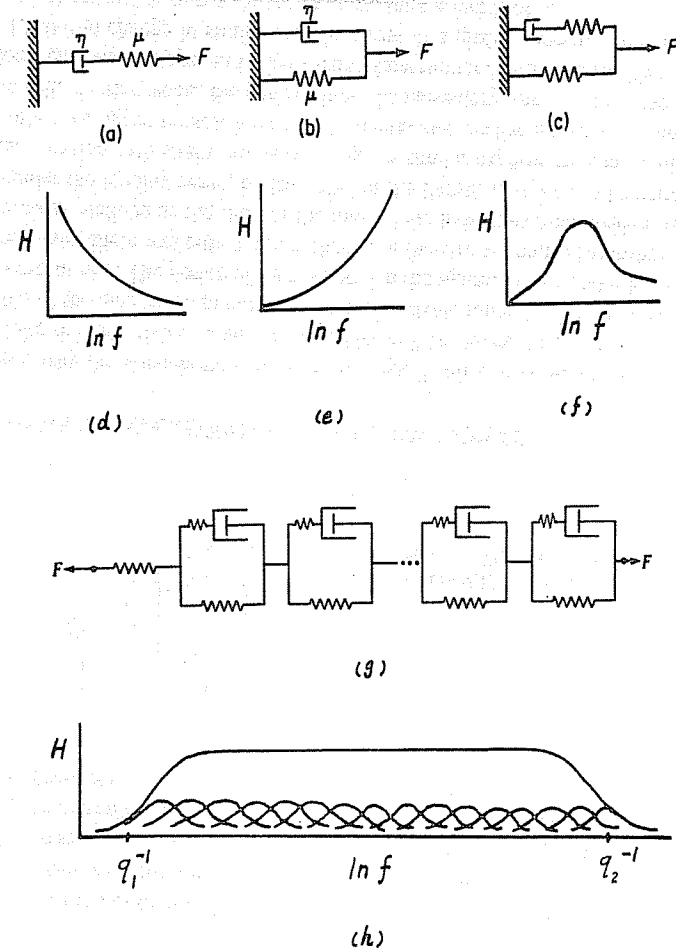 η μ F
(a)
η F
μ
(b)
F
(c)
H
ln f
(d)
H
ln f
(e)
H
ln f
(f)
F ... F
(g)
H
q₁⁻¹ ln f q₂⁻¹
(h)